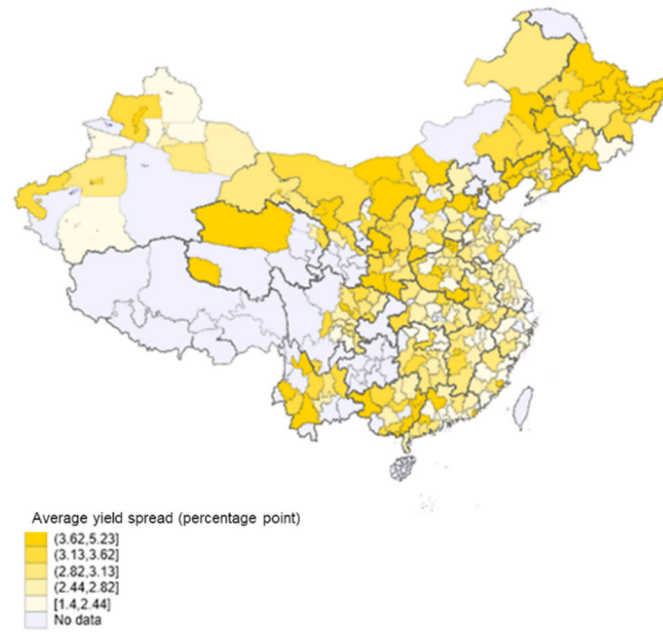 Average yield spread (percentage point)
(3.62,5.23]
(3.13,3.62]
(2.82,3.13]
(2.44,2.82]
[1.4,2.44]
No data